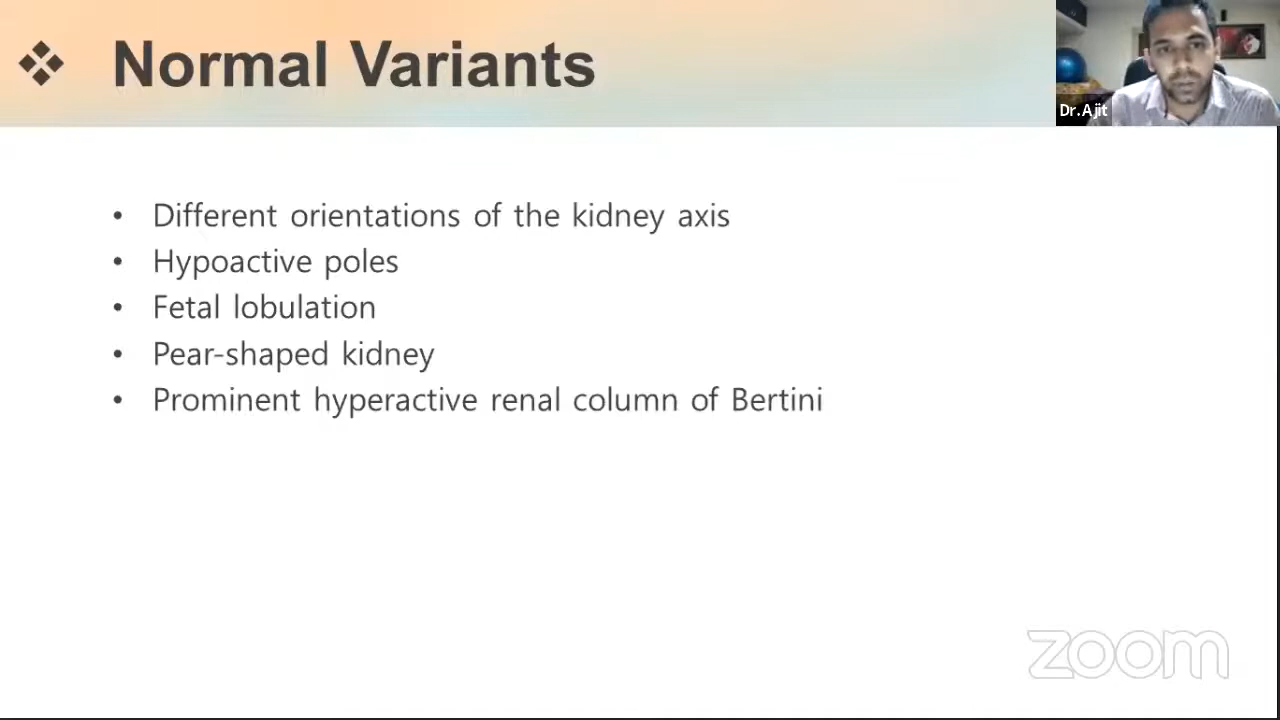 ❖ Normal Variants
Dr.Ajit
• Different orientations of the kidney axis
• Hypoactive poles
• Fetal lobulation
• Pear-shaped kidney
• Prominent hyperactive renal column of Bertini
zoom